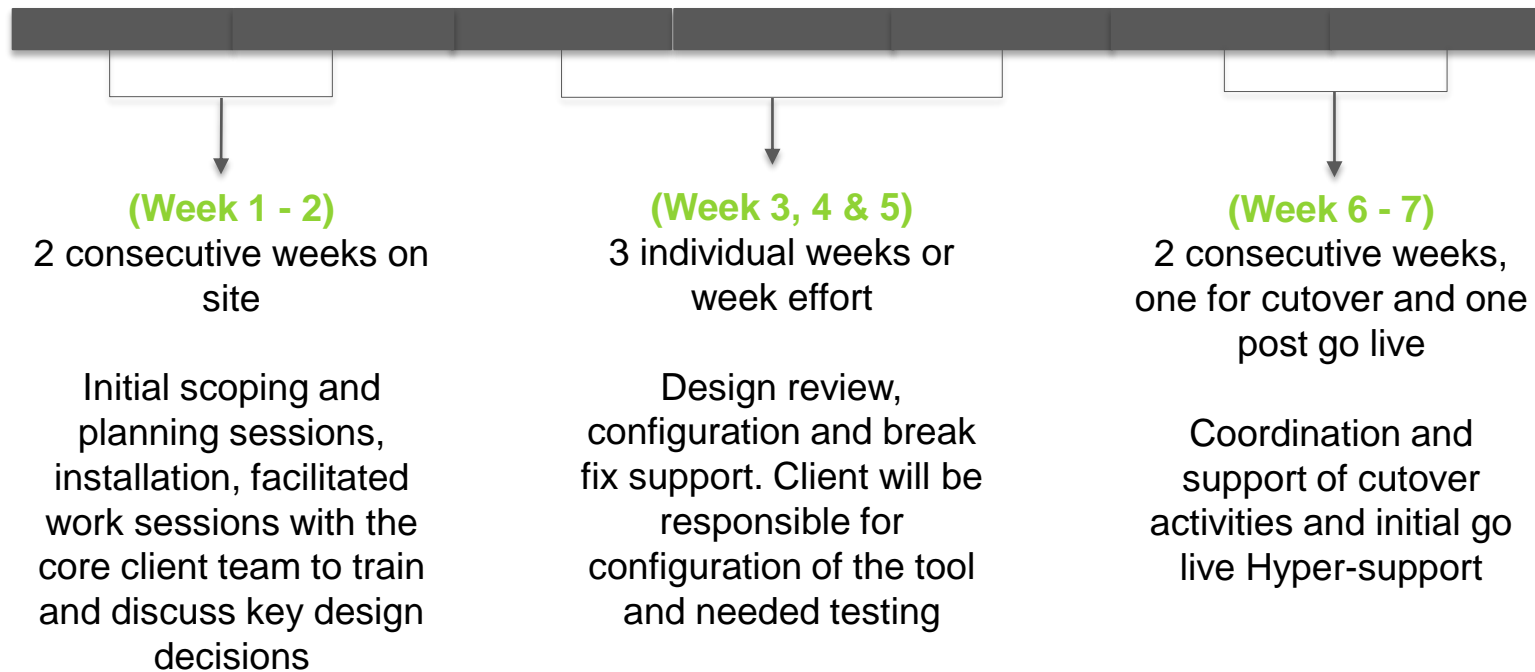 (Week 1 - 2)
2 consecutive weeks on
site
Initial scoping and
planning sessions,
installation, facilitated
work sessions with the
core client team to train
and discuss key design
decisions
(Week 3, 4 & 5)
3 individual weeks or
week effort
Design review,
configuration and break
fix support. Client will be
responsible for
configuration of the tool
and needed testing
(Week 6 - 7)
2 consecutive weeks,
one for cutover and one
post go live
Coordination and
support of cutover
activities and initial go
live Hyper-support